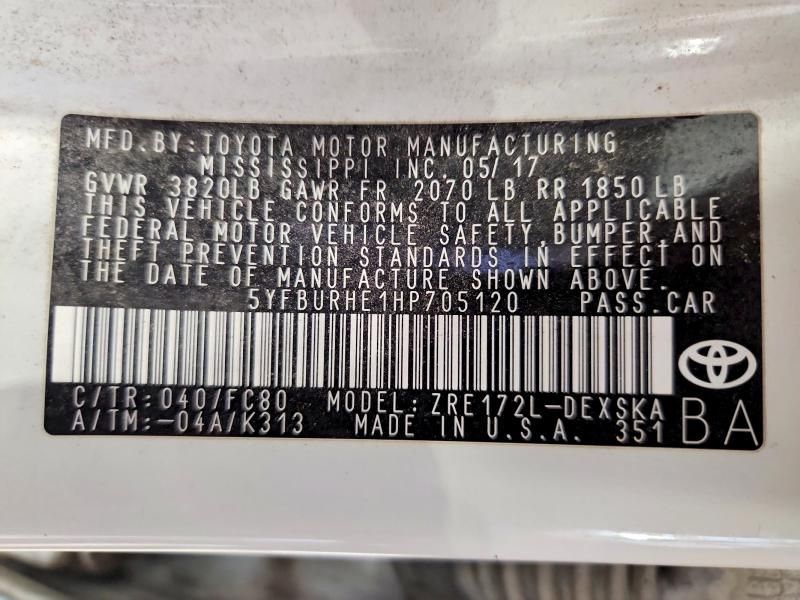 MFD.BY:TOYOTA MOTOR MANUFACTURING
MISSISSIPPI INC. 05/17
GVWR 3820LB GAWR FR 2070 LB RR 1850 LB
THIS VEHICLE CONFORMS TO ALL APPLICABLE
FEDERAL MOTOR VEHICLE SAFETY,BUMPER,AND
THEFT PREVENTION STANDARDS IN EFFECT ON
THE DATE OF MANUFACTURE SHOWN ABOVE.
5YFBURHE1HP705120 PASS.CAR
C/TR:040/FC80 MODEL:ZRE172L-DEXSKA
A/TM:-04A/K313 MADE IN U.S.A. 351 BA